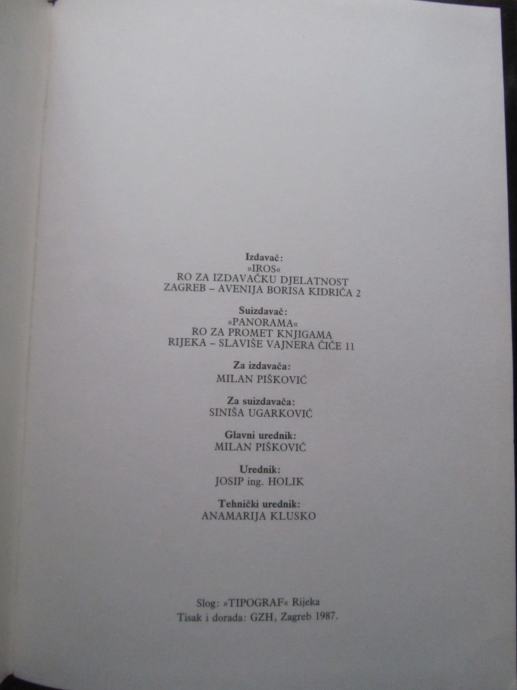 Izdavač:
»IROS«
RO ZA IZDAVAČKU DJELATNOST
ZAGREB – AVENIJA BORISA KIDRIČA 2
Suizdavač:
»PANORAMA«
RO ZA PROMET KNJIGAMA
RIJEKA – SLAVIŠE VAJNERA ČIČE 11
Za izdavača:
MILAN PIŠKOVIĆ
Za suizdavača:
SINIŠA UGARKOVIĆ
Glavni urednik:
MILAN PIŠKOVIĆ
Urednik:
JOSIP ing. HOLIK
Tehnički urednik:
ANAMARIJA KLUSKO
Slog: »TIPOGRAF« Rijeka
Tisak i dorada: GZH, Zagreb 1987.